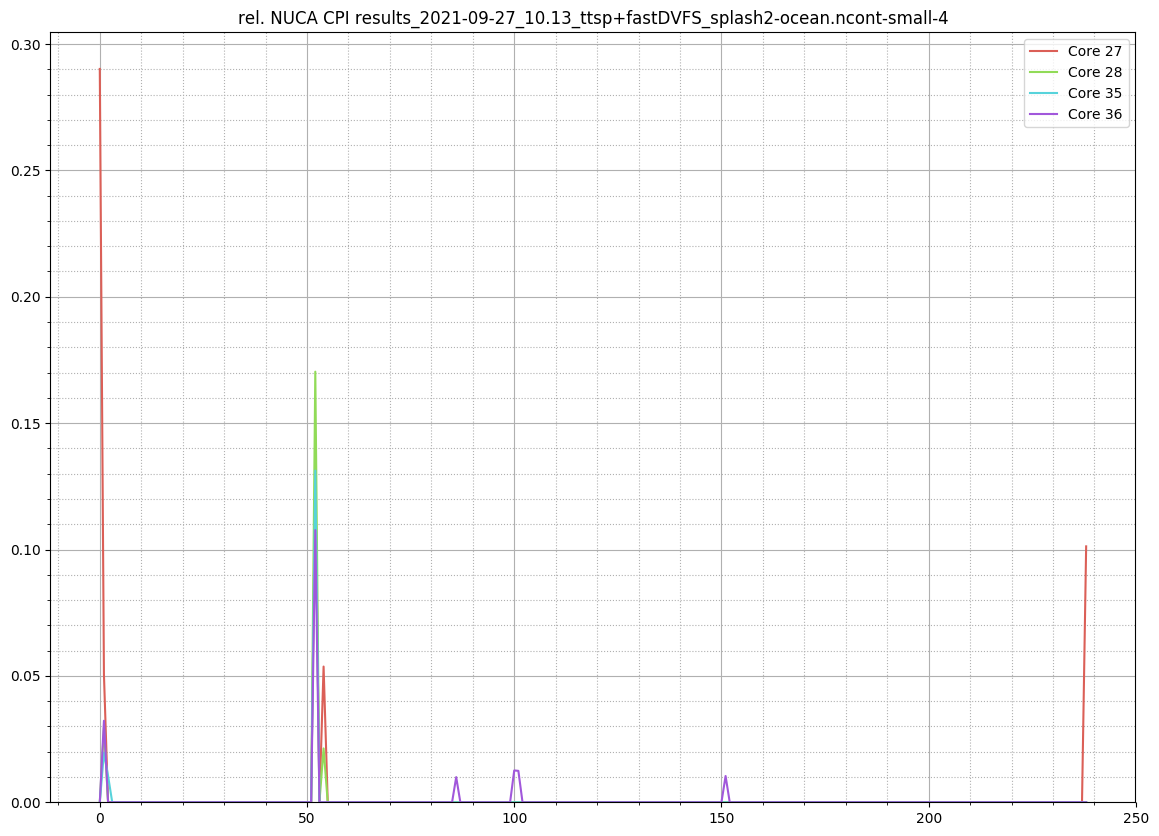 rel. NUCA CPI results_2021-09-27_10.13_ttsp+fastDVFS_splash2-ocean.ncont-small-4
Core 27
Core 28
Core 35
Core 36
0.30
0.25
0.20
0.15
0.10
0.05
0.00
0 50 100 150 200 250